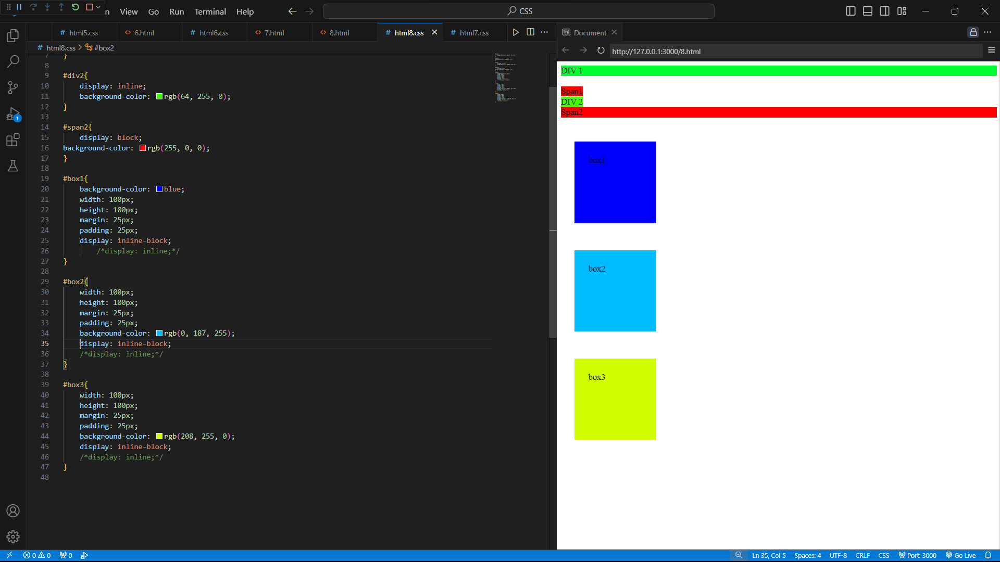 n View Go Run Terminal Help CSS
# html5.css <> 6.html # html6.css <> 7.html <> 8.html # html8.css # html7.css Document
# html8.css > #box2
http://127.0.0.1:3000/8.html
7 }
8
9 #div2{
10 display: inline;
11 background-color: rgb(64, 255, 0);
12 }
13
14 #span2{
15 display: block;
16 background-color: rgb(255, 0, 0);
17 }
18
19 #box1{
20 background-color: blue;
21 width: 100px;
22 height: 100px;
23 margin: 25px;
24 padding: 25px;
25 display: inline-block;
26 /*display: inline;*/
27 }
28
29 #box2{
30 width: 100px;
31 height: 100px;
32 margin: 25px;
33 padding: 25px;
34 background-color: rgb(0, 187, 255);
35 display: inline-block;
36 /*display: inline;*/
37 }
38
39 #box3{
40 width: 100px;
41 height: 100px;
42 margin: 25px;
43 padding: 25px;
44 background-color: rgb(208, 255, 0);
45 display: inline-block;
46 /*display: inline;*/
47 }
48
DIV 1
Span1
DIV 2
Span2
box1
box2
box3
1
0 0 0 Ln 35, Col 5 Spaces: 4 UTF-8 CRLF CSS Port: 3000 Go Live